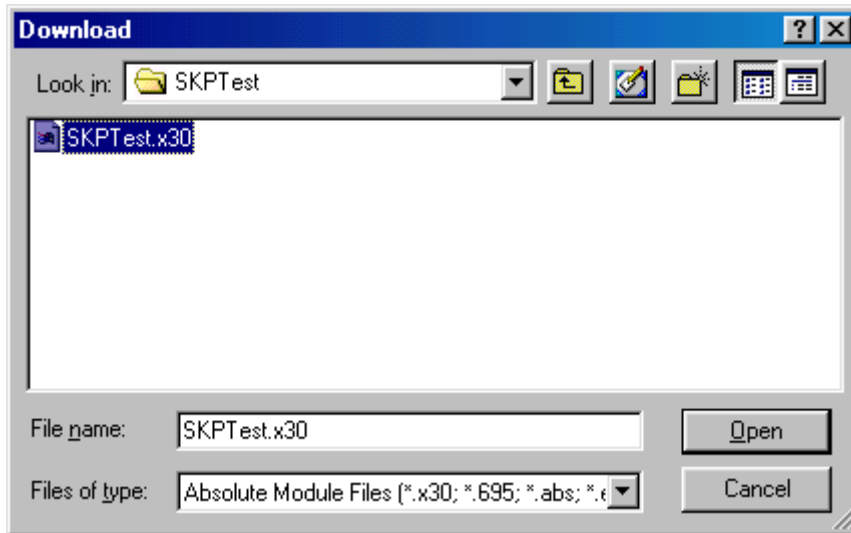 Download
Look in: SKPTest
SKPTest.x30
File name: SKPTest.x30 Open
Files of type: Absolute Module Files (*.x30; *.695; *.abs; *.e Cancel